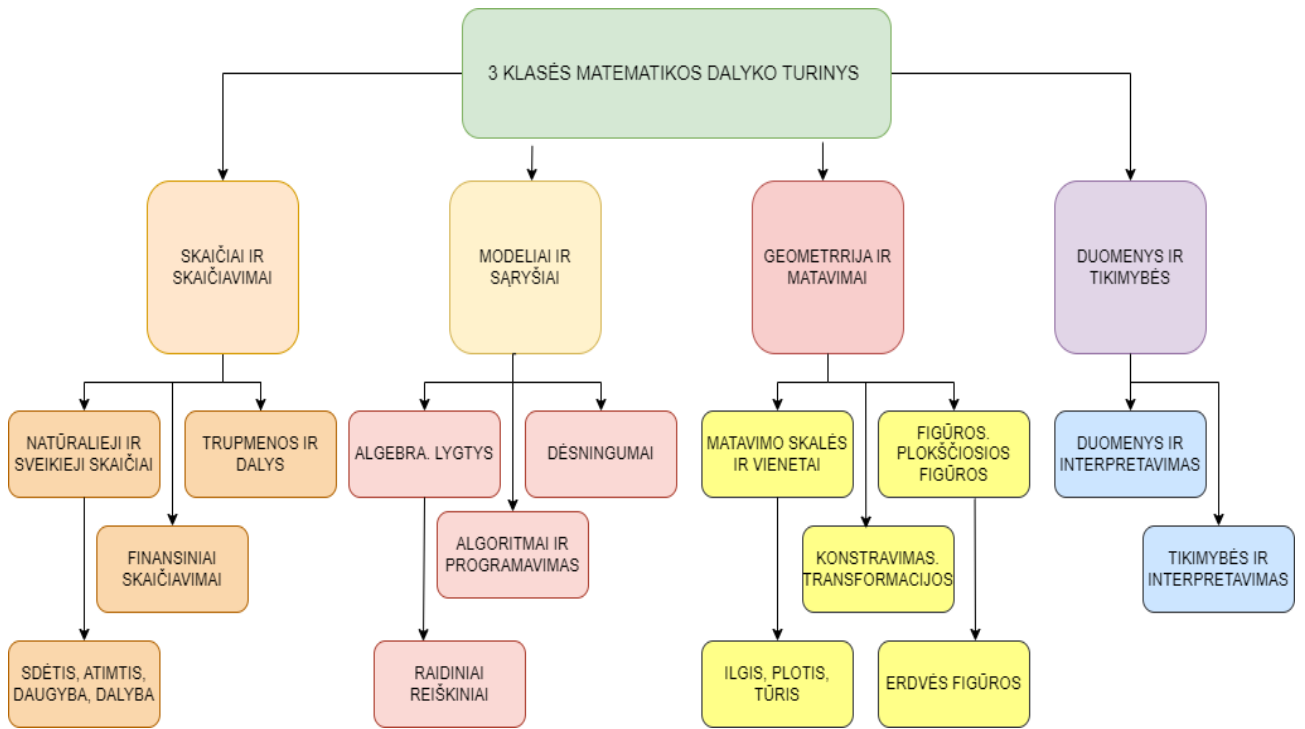 3 KLASĖS MATEMATIKOS DALYKO TURINYS
SKAIČIAI IR
SKAIČIAVIMAI
MODELIAI IR
SĄRYŠIAI
GEOMETRRIJA IR
MATAVIMAI
DUOMENYS IR
TIKIMYBĖS
NATŪRALIEJI IR
SVEIKIEJI SKAIČIAI
TRUPMENOS IR
DALYS
ALGEBRA. LYGTYS
DĖSNINGUMAI
MATAVIMO SKALĖS
IR VIENETAI
FIGŪROS.
PLOKŠČIOSIOS
FIGŪROS
DUOMENYS IR
INTERPRETAVIMAS
FINANSINIAI
SKAIČIAVIMAI
ALGORITMAI IR
PROGRAMAVIMAS
KONSTRAVIMAS.
TRANSFORMACIJOS
TIKIMYBĖS IR
INTERPRETAVIMAS
SDĖTIS, ATIMTIS,
DAUGYBA, DALYBA
RAIDINIAI
REIŠKINIAI
ILGIS, PLOTIS,
TŪRIS
ERDVĖS FIGŪROS